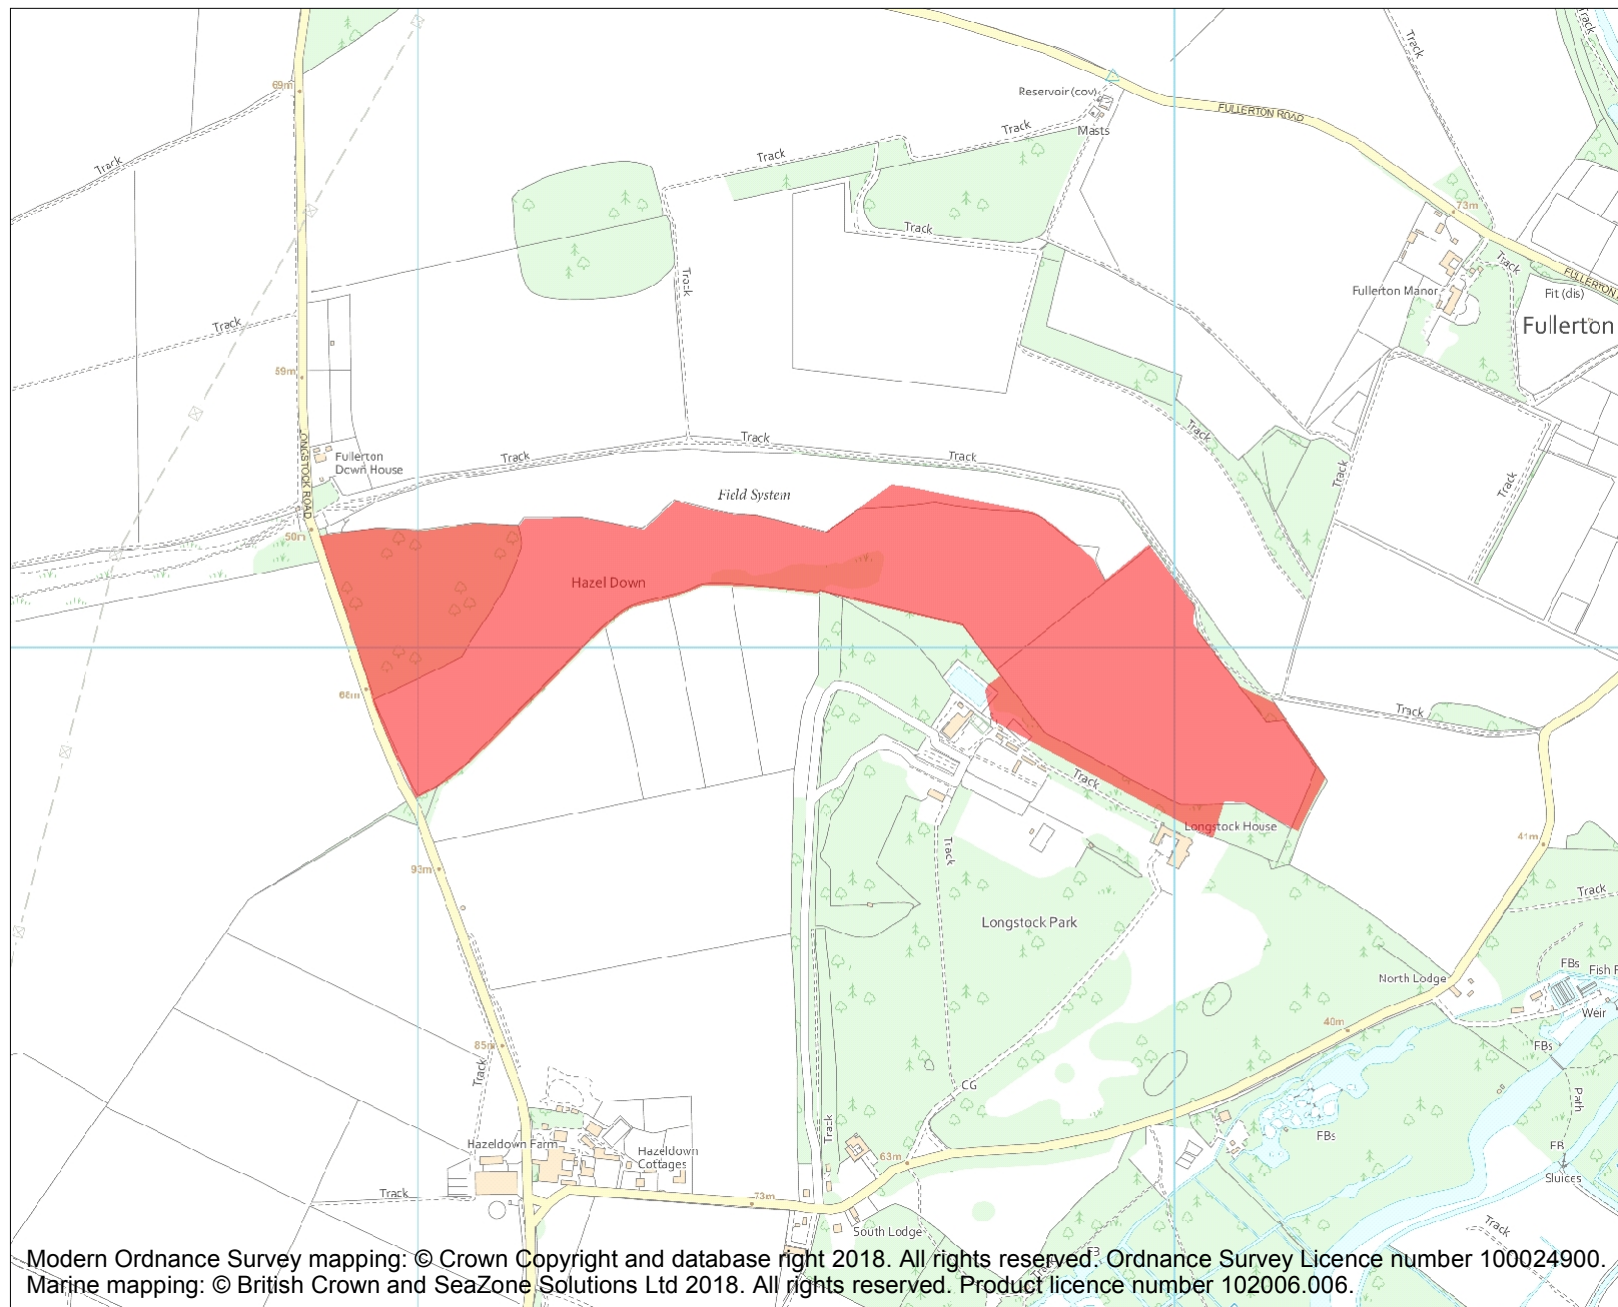 Track
Track
69m
Reservoir (cov)
Track
FULLERTON ROAD
Masts
Track
Track
73m
Track
Track
Track
FULLERTON
Fullerton Manor
Pit (dis)
Fullerton
Track
59m
LONGSTOCK ROAD
Fullerton
Down House
Track
Track
Track
Track
Track
Track
Field System
50m
Hazel Down
68m
Track
Track
Longstock House
41m
Track
93m
Track
Longstock Park
North Lodge
FBs
Fish
Weir
40m
FBs
85m
Track
CG
Path
FBs
Track
Hazeldown Farm
Hazeldown
Cottages
63m
FB
Sluices
Track
73m
South Lodge
Track
Track
Modern Ordnance Survey mapping: © Crown Copyright and database right 2018. All rights reserved. Ordnance Survey Licence number 100024900.
Marine mapping: © British Crown and SeaZone Solutions Ltd 2018. All rights reserved. Product licence number 102006.006.